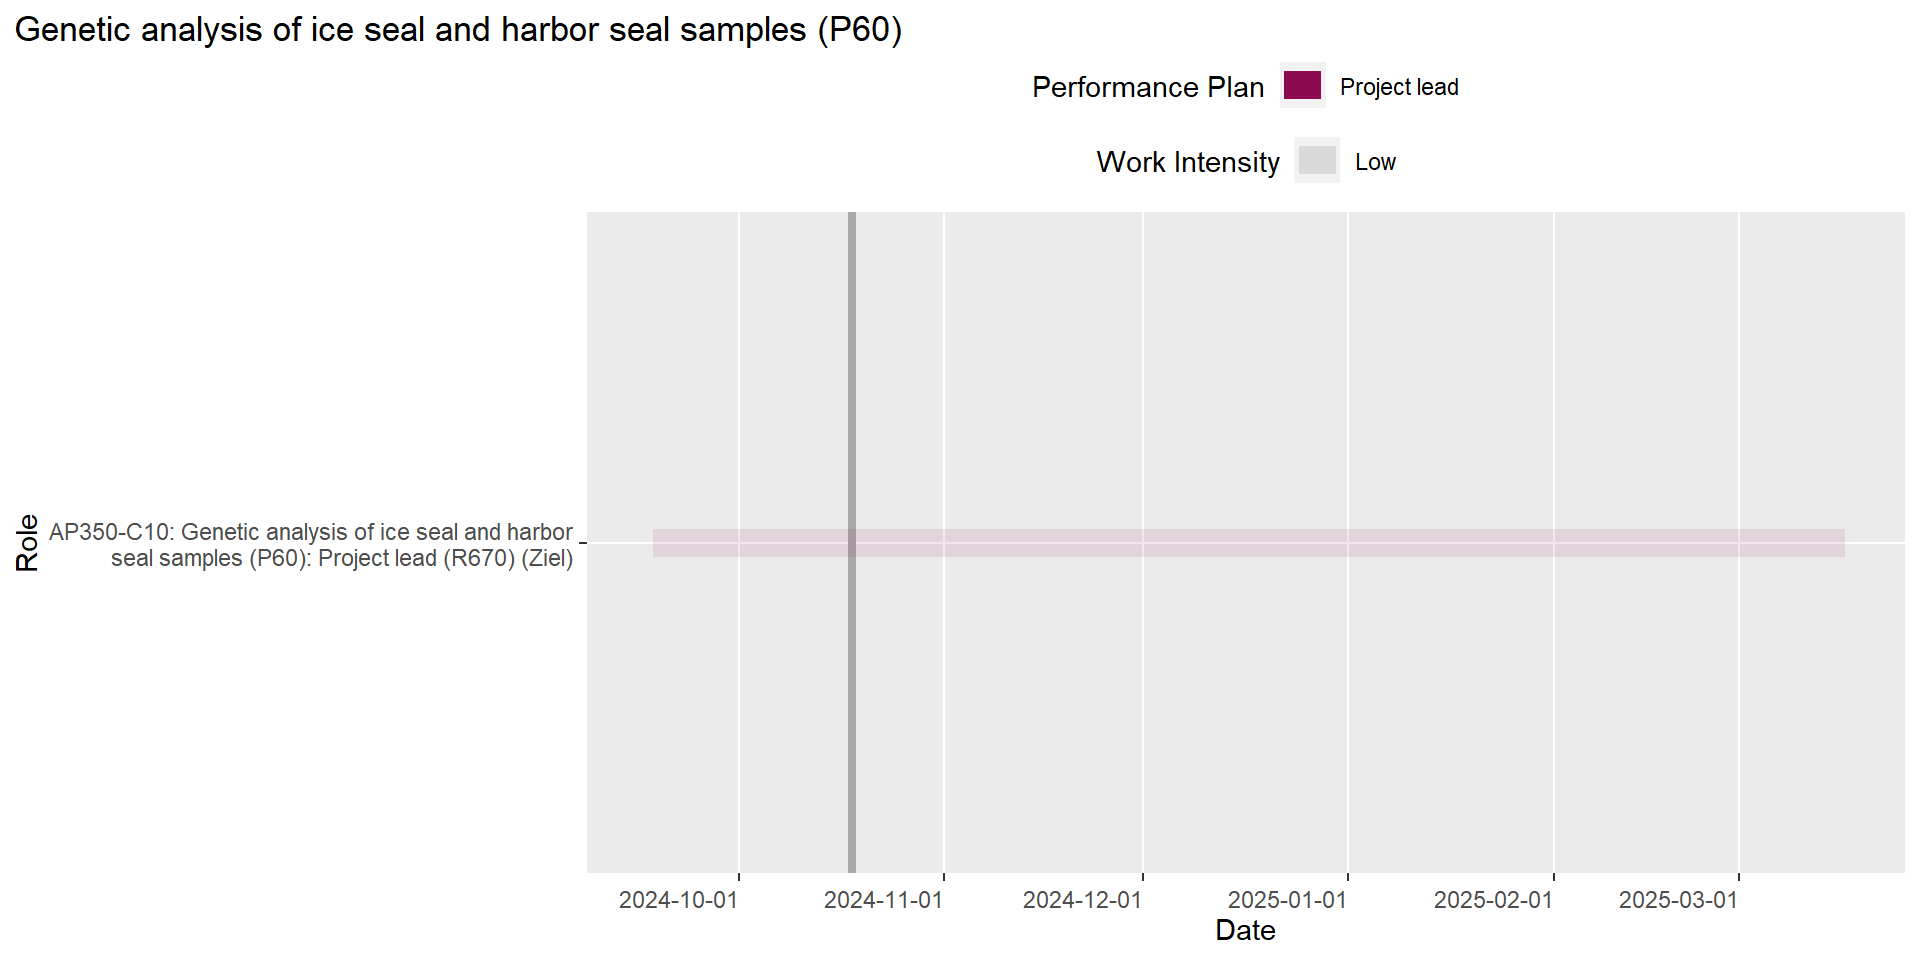 Genetic analysis of ice seal and harbor seal samples (P60)
Performance Plan Project lead
Work Intensity Low
Role
AP350-C10: Genetic analysis of ice seal and harbor
seal samples (P60): Project lead (R670) (Ziel)
2024-10-01 2024-11-01 2024-12-01 2025-01-01 2025-02-01 2025-03-01
Date